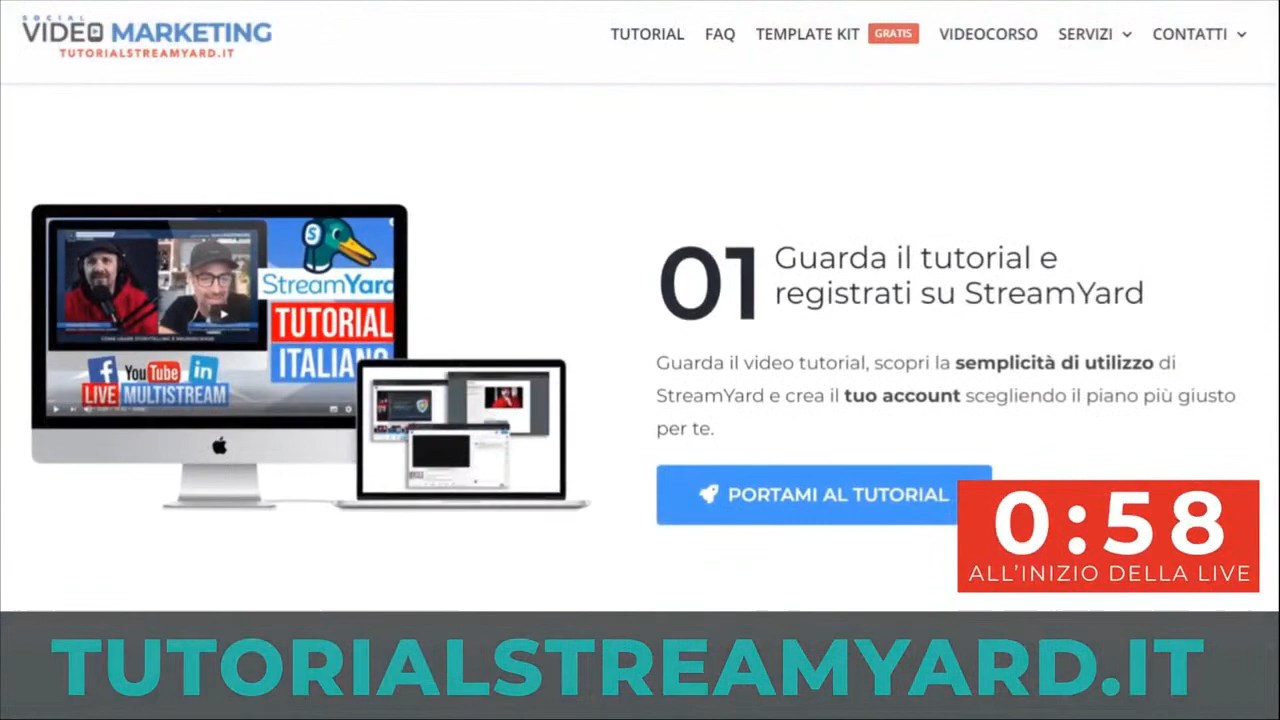 SOCIAL
VIDEO MARKETING
TUTORIALSTREAMYARD.IT
TUTORIAL FAQ TEMPLATE KIT GRATIS VIDEOCORSO SERVIZI CONTATTI
S
StreamYard
TUTORIAL
ITALIANO
f YouTube in
LIVE MULTISTREAM
01 Guarda il tutorial e
registrati su StreamYard
Guarda il video tutorial, scopri la semplicità di utilizzo di
StreamYard e crea il tuo account scegliendo il piano più giusto
per te.
PORTAMI AL TUTORIAL
0:58
ALL'INIZIO DELLA LIVE
TUTORIALSTREAMYARD.IT